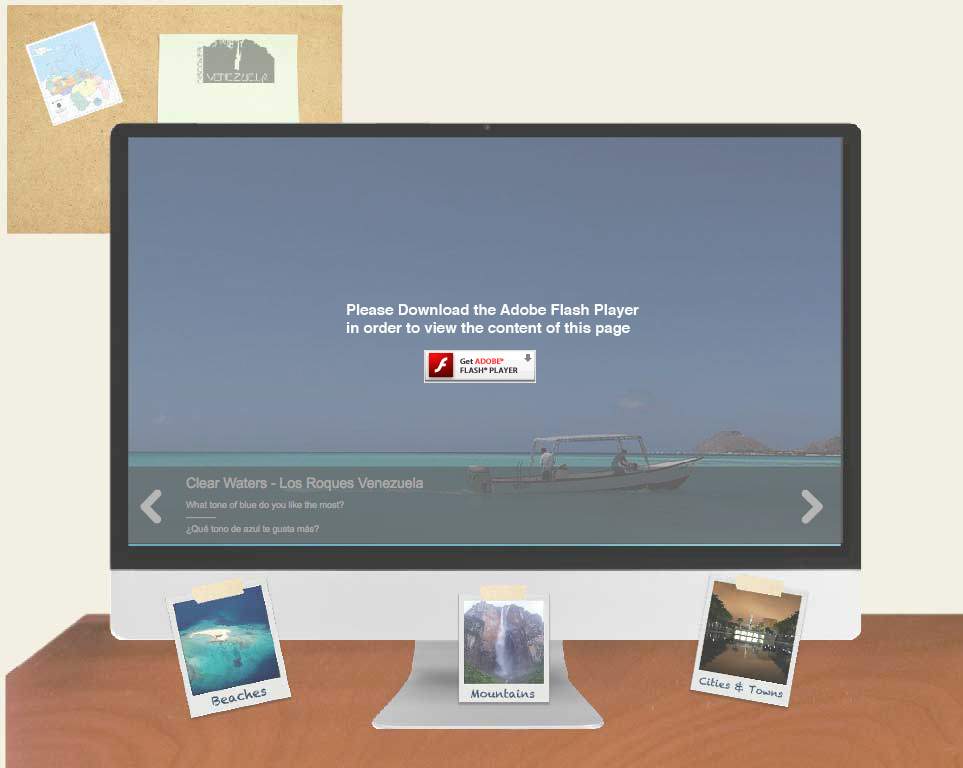 DISCOVER
VENEZUELA
Please Download the Adobe Flash Player
in order to view the content of this page
Get ADOBE®
FLASH® PLAYER
Clear Waters - Los Roques Venezuela
What tone of blue do you like the most?
¿Qué tono de azul te gusta más?
Beaches
Mountains
Cities & Towns